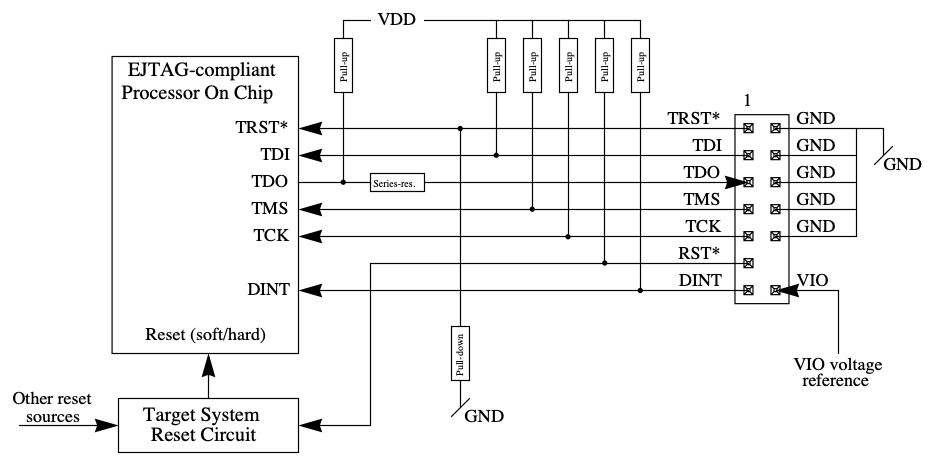 VDD
Pull-up
Pull-up
Pull-up
Pull-up
Pull-up
Pull-up
EJTAG-compliant
Processor On Chip
1
TRST*
TRST*
GND
TDI
TDI
GND
GND
TDO
Series-res.
TDO
GND
TMS
TMS
GND
TCK
TCK
GND
RST*
DINT
DINT
VIO
Reset (soft/hard)
Pull-down
VIO voltage
reference
Other reset
sources
Target System
Reset Circuit
GND